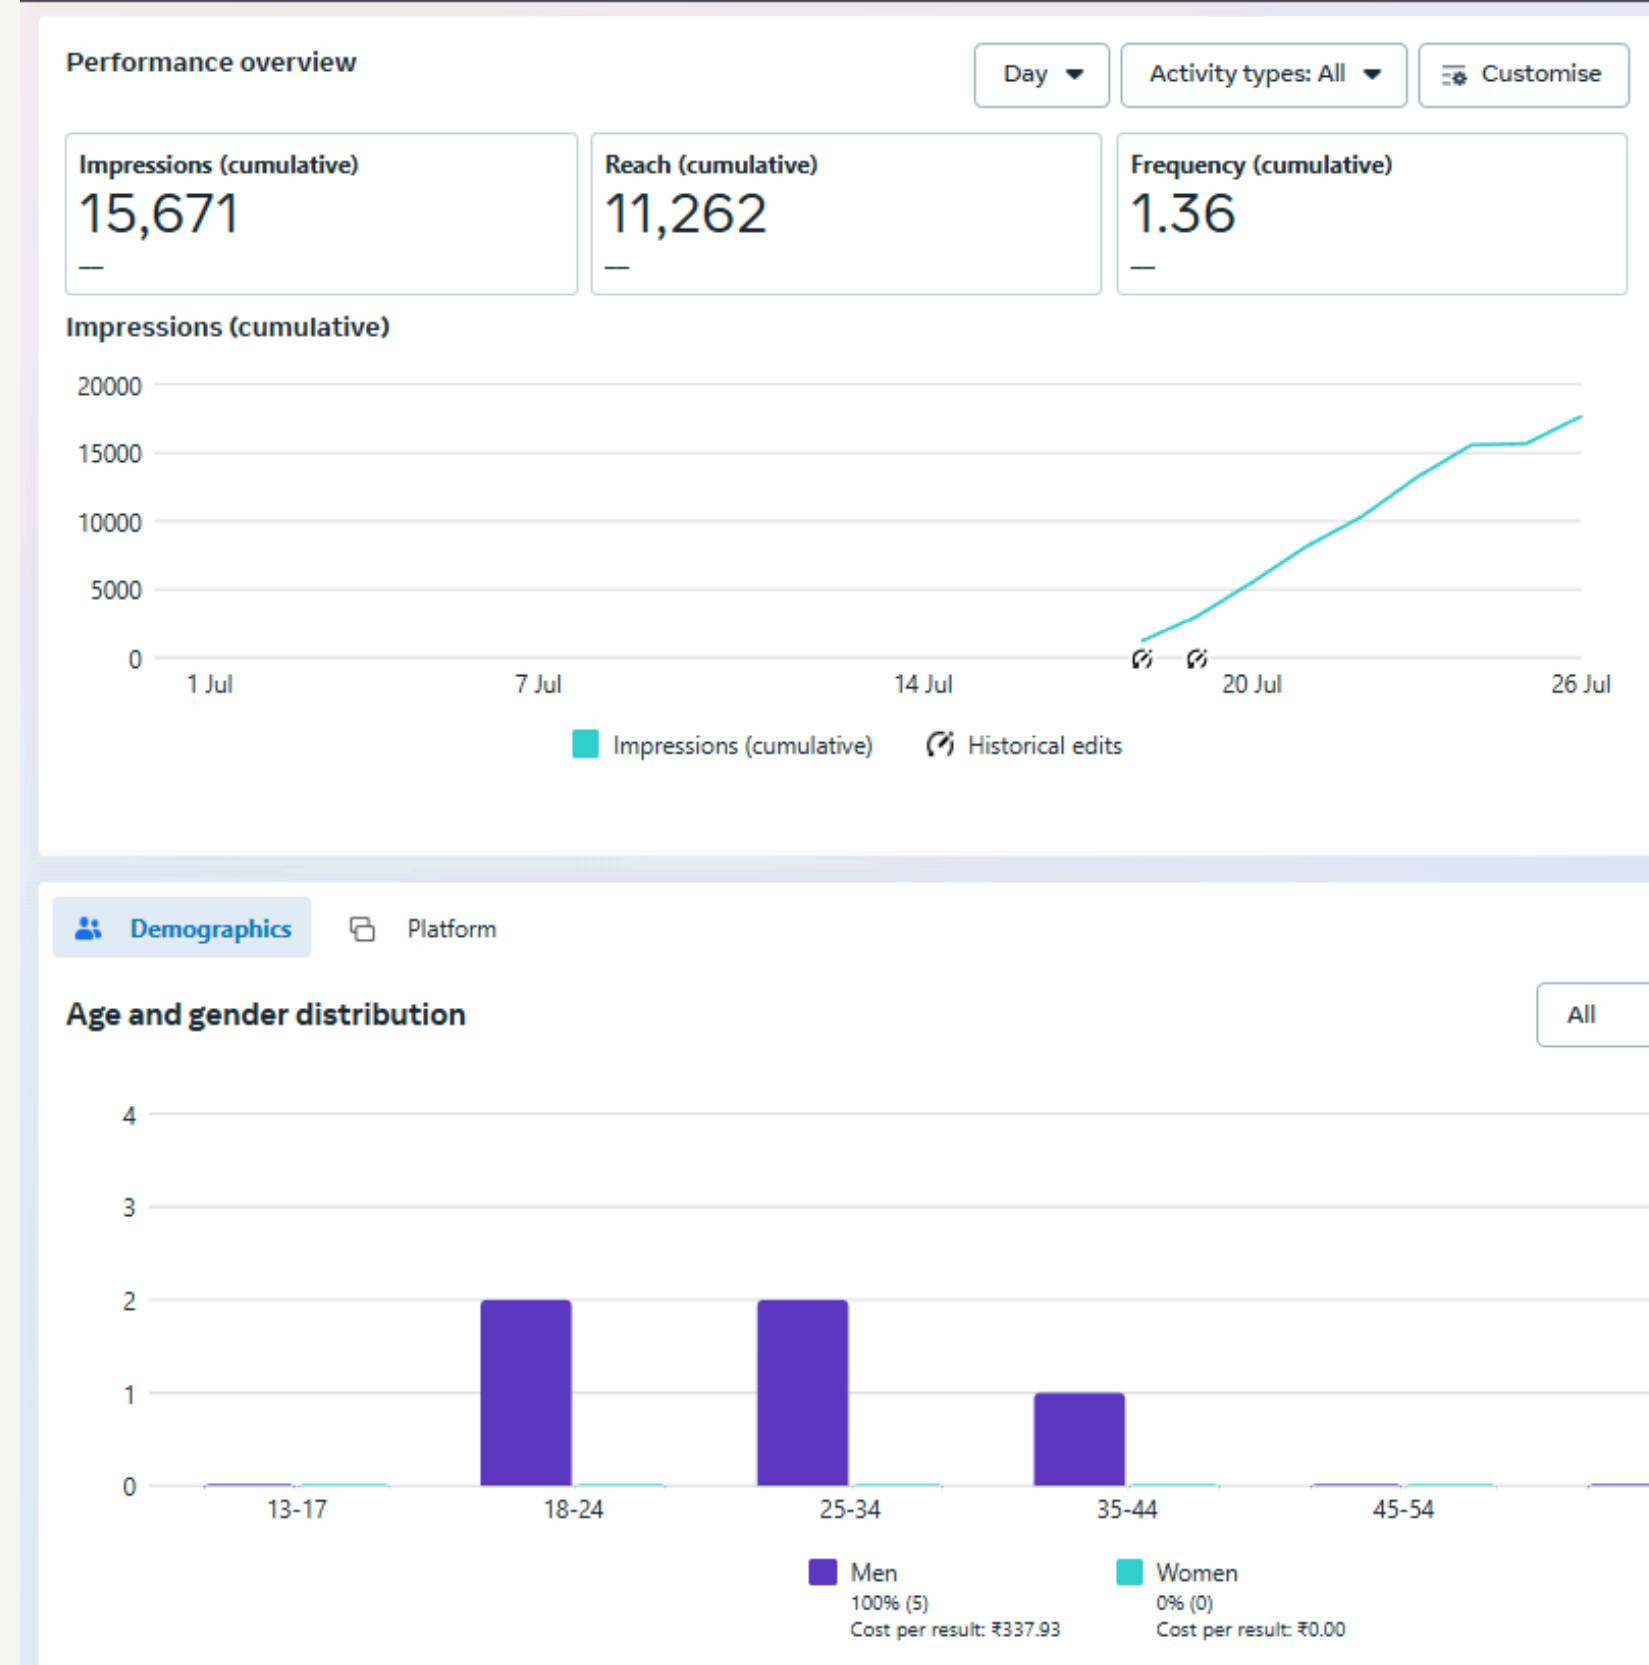 Performance overview
Day
Activity types: All
Customise
Impressions (cumulative)
15,671
—
Reach (cumulative)
11,262
—
Frequency (cumulative)
1.36
—
Impressions (cumulative)
20000
15000
10000
5000
0
1 Jul
7 Jul
14 Jul
20 Jul
26 Jul
Impressions (cumulative)
Historical edits
Demographics
Platform
Age and gender distribution
All
4
3
2
1
0
13-17
18-24
25-34
35-44
45-54
Men
100% (5)
Cost per result: ₹337.93
Women
0% (0)
Cost per result: ₹0.00